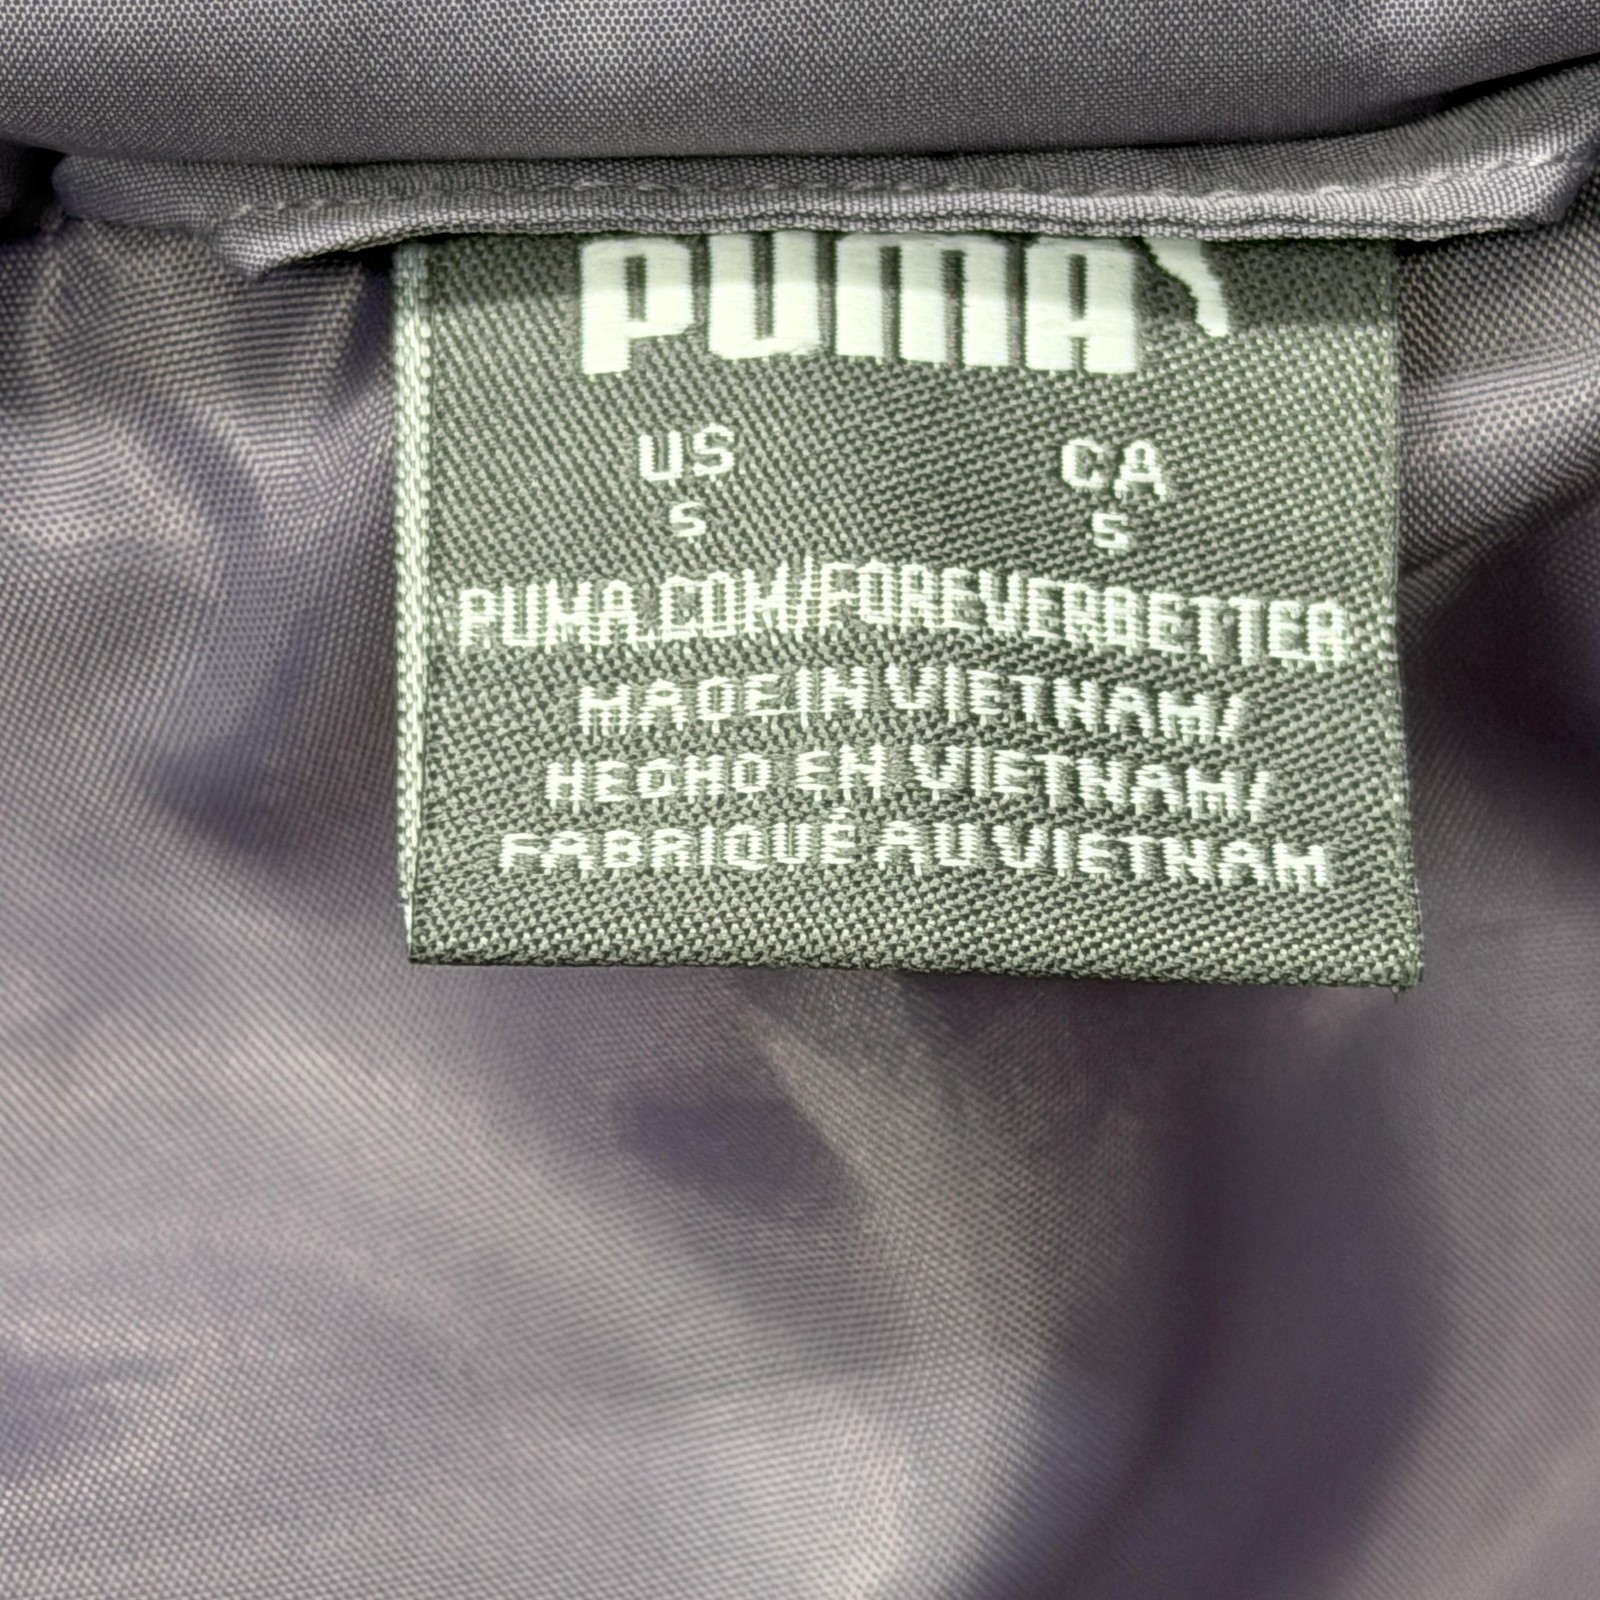 PUMA
US CA
S S
PUMA.COM/FOREVERBETTER
MADE IN VIETNAM/
HECHO EN VIETNAM/
FABRIQUÉ AU VIETNAM